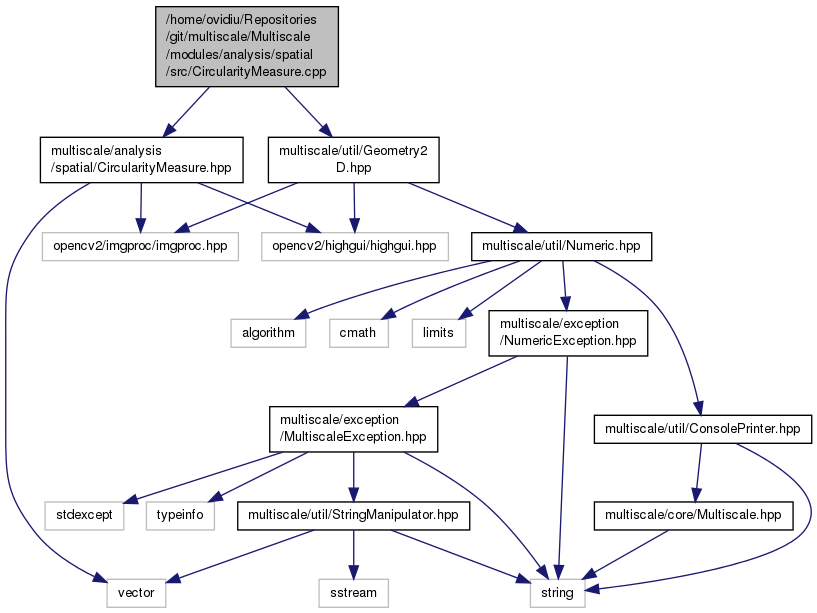 /home/ovidiu/Repositories
/git/multiscale/Multiscale
/modules/analysis/spatial
/src/CircularityMeasure.cpp
multiscale/analysis
/spatial/CircularityMeasure.hpp
multiscale/util/Geometry2
D.hpp
opencv2/imgproc/imgproc.hpp
opencv2/highgui/highgui.hpp
multiscale/util/Numeric.hpp
algorithm
cmath
limits
multiscale/exception
/NumericException.hpp
multiscale/exception
/MultiscaleException.hpp
multiscale/util/ConsolePrinter.hpp
stdexcept
typeinfo
multiscale/util/StringManipulator.hpp
multiscale/core/Multiscale.hpp
vector
sstream
string